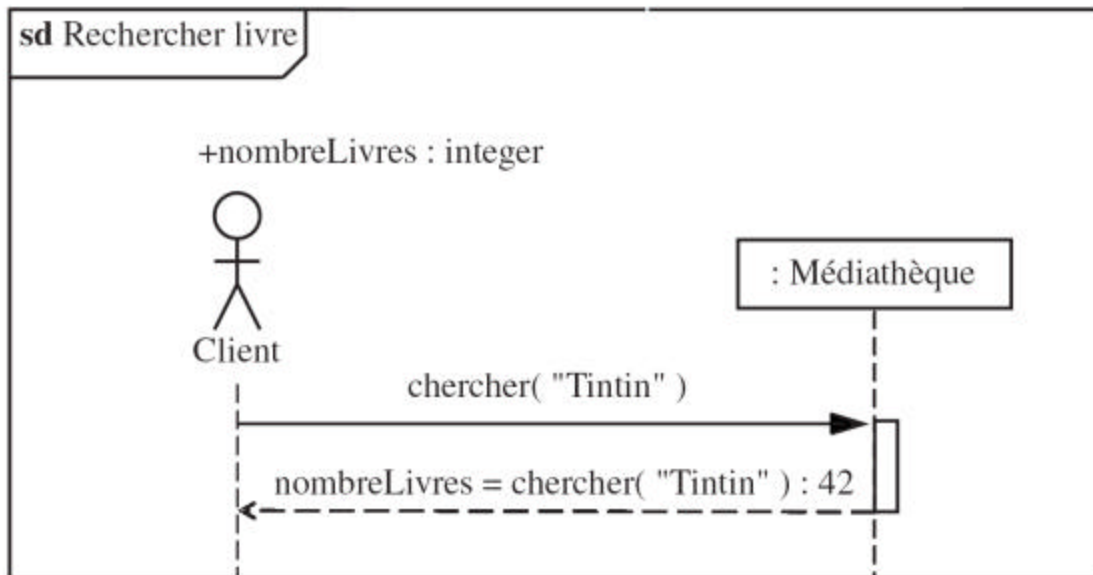 sd Rechercher livre
+nombreLivres : integer
: Médiathèque
Client
chercher( "Tintin" )
nombreLivres = chercher( "Tintin" ) : 42